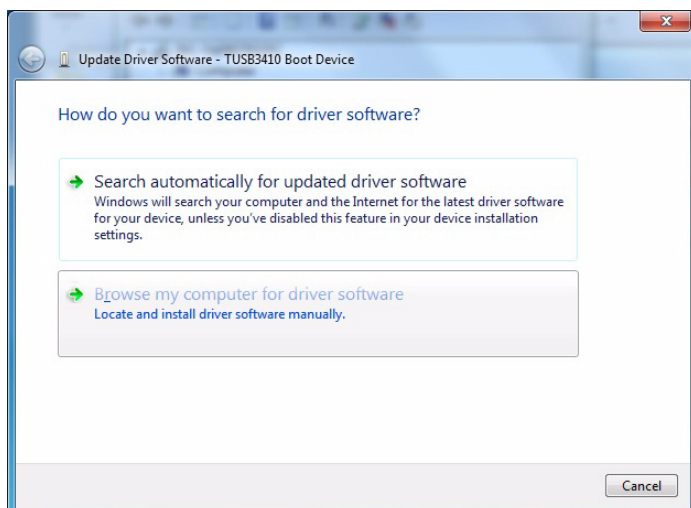 Update Driver Software - TUSB3410 Boot Device
How do you want to search for driver software?
Search automatically for updated driver software
Windows will search your computer and the Internet for the latest driver software
for your device, unless you've disabled this feature in your device installation
settings.
Browse my computer for driver software
Locate and install driver software manually.
Cancel